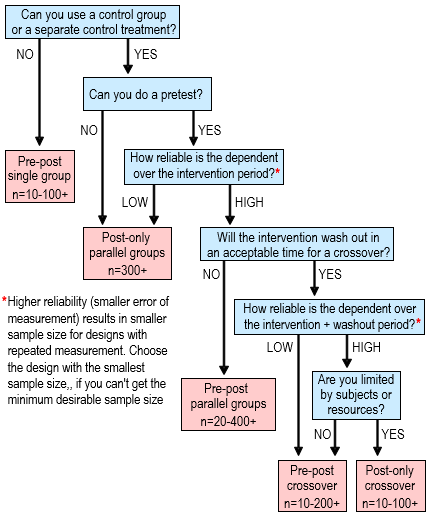 Can you use a control group
or a separate control treatment?
NO
YES
Can you do a pretest?
NO
YES
Pre-post
single group
n=10-100+
How reliable is the dependent
over the intervention period?*
LOW
HIGH
Post-only
parallel groups
n=300+
Will the intervention wash out in
an acceptable time for a crossover?
NO
YES
*Higher reliability (smaller error of
measurement) results in smaller
sample size for designs with
repeated measurement. Choose
the design with the smallest
sample size,, if you can't get the
minimum desirable sample size
How reliable is the dependent over
the intervention + washout period?*
LOW
HIGH
Pre-post
parallel groups
n=20-400+
Are you limited
by subjects or
resources?
NO
YES
Pre-post
crossover
n=10-200+
Post-only
crossover
n=10-100+